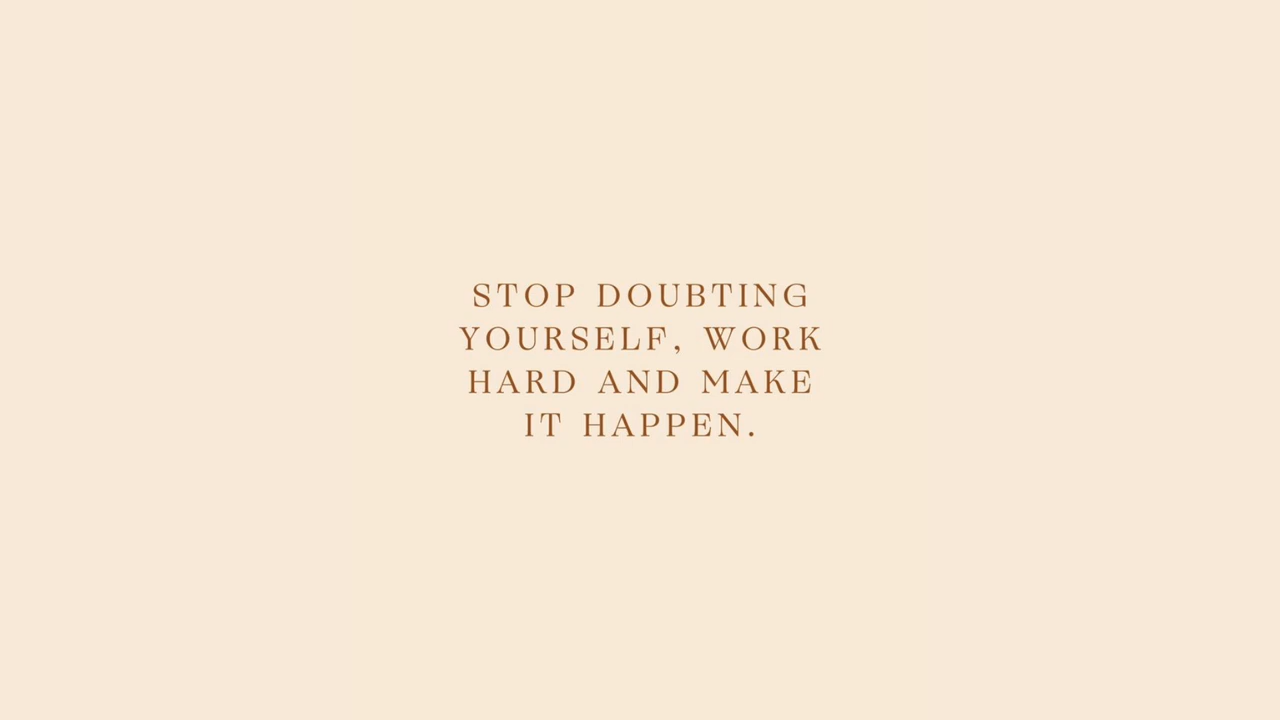 STOP DOUBTING
YOURSELF, WORK
HARD AND MAKE
IT HAPPEN.